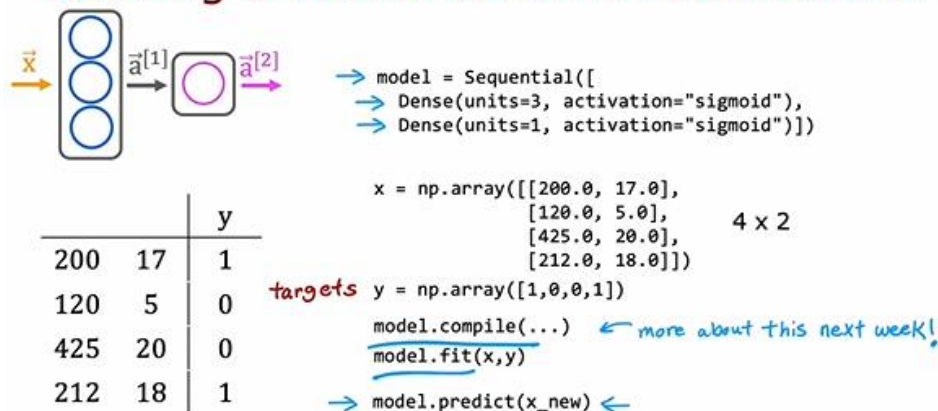 x⃗
a⃗[1]
a⃗[2]
→ model = Sequential([
→ Dense(units=3, activation="sigmoid"),
→ Dense(units=1, activation="sigmoid")])
x = np.array([[200.0, 17.0],
[120.0, 5.0],
[425.0, 20.0],
[212.0, 18.0]])
4 x 2
y
200 17 1
120 5 0
425 20 0
212 18 1
targets y = np.array([1,0,0,1])
model.compile(...) ← more about this next week!
model.fit(x,y)
→ model.predict(x_new) ←